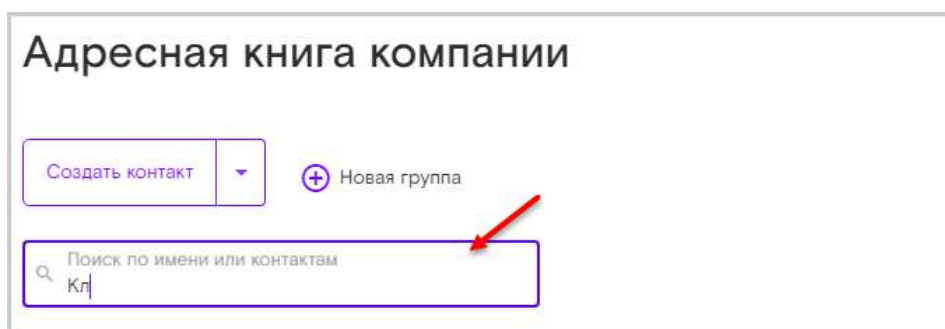 Адресная книга компании
Создать контакт
Новая группа
Поиск по имени или контактам
Кл